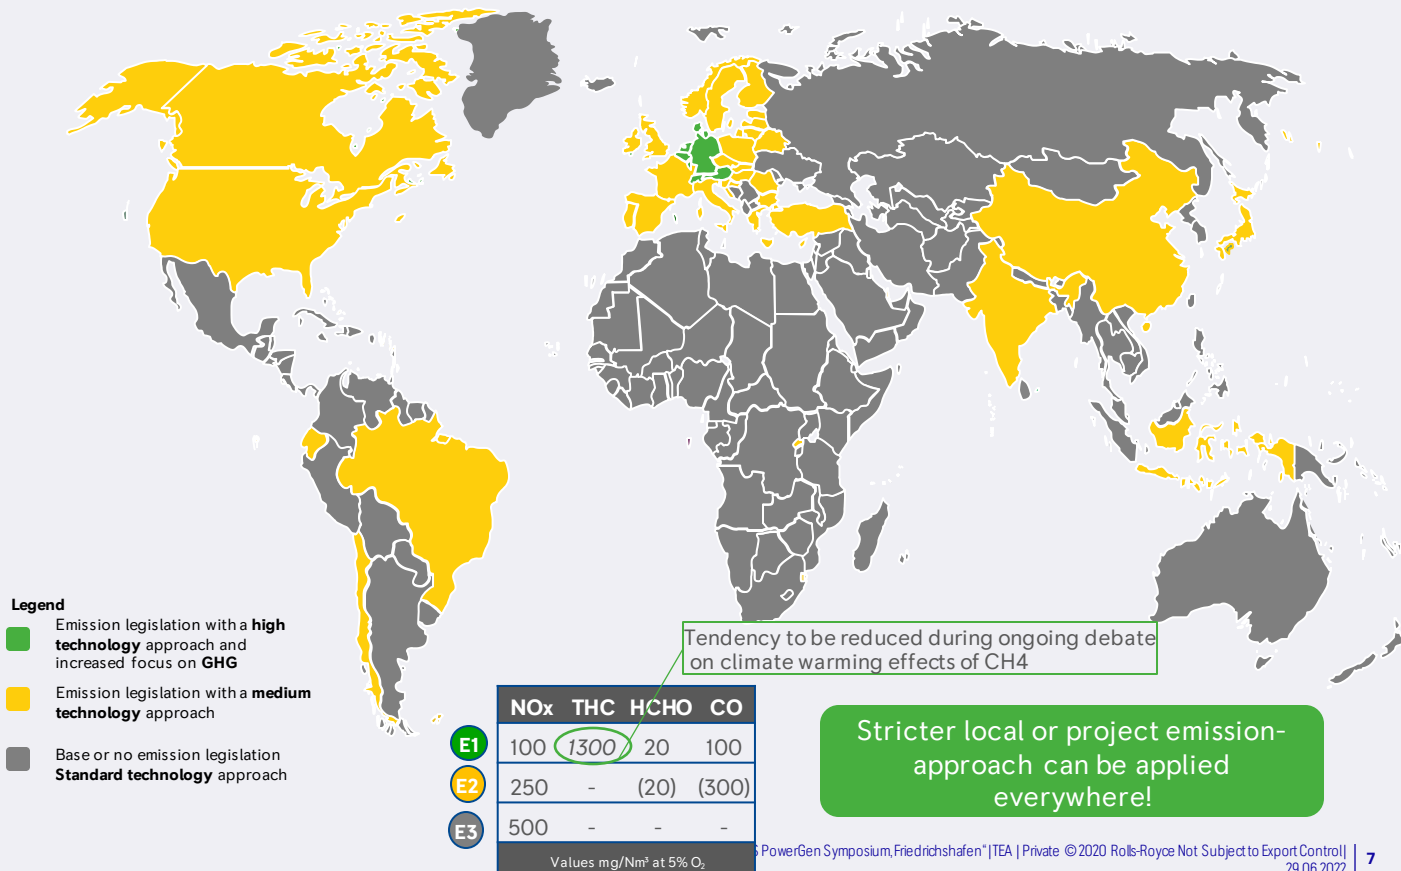 Legend
Emission legislation with a high
technology approach and
increased focus on GHG
Emission legislation with a medium
technology approach
Base or no emission legislation
Standard technology approach
Tendency to be reduced during ongoing debate
on climate warming effects of CH4
NOx THC HCHO CO
E1 100 1300 20 100
E2 250 - (20) (300)
E3 500 - - -
Values mg/Nm³ at 5% O₂
Stricter local or project emission-
approach can be applied
everywhere!
PowerGen Symposium, Friedrichshafen" | TEA | Private © 2020 Rolls-Royce Not Subject to Export Control |
29.06.2022
7